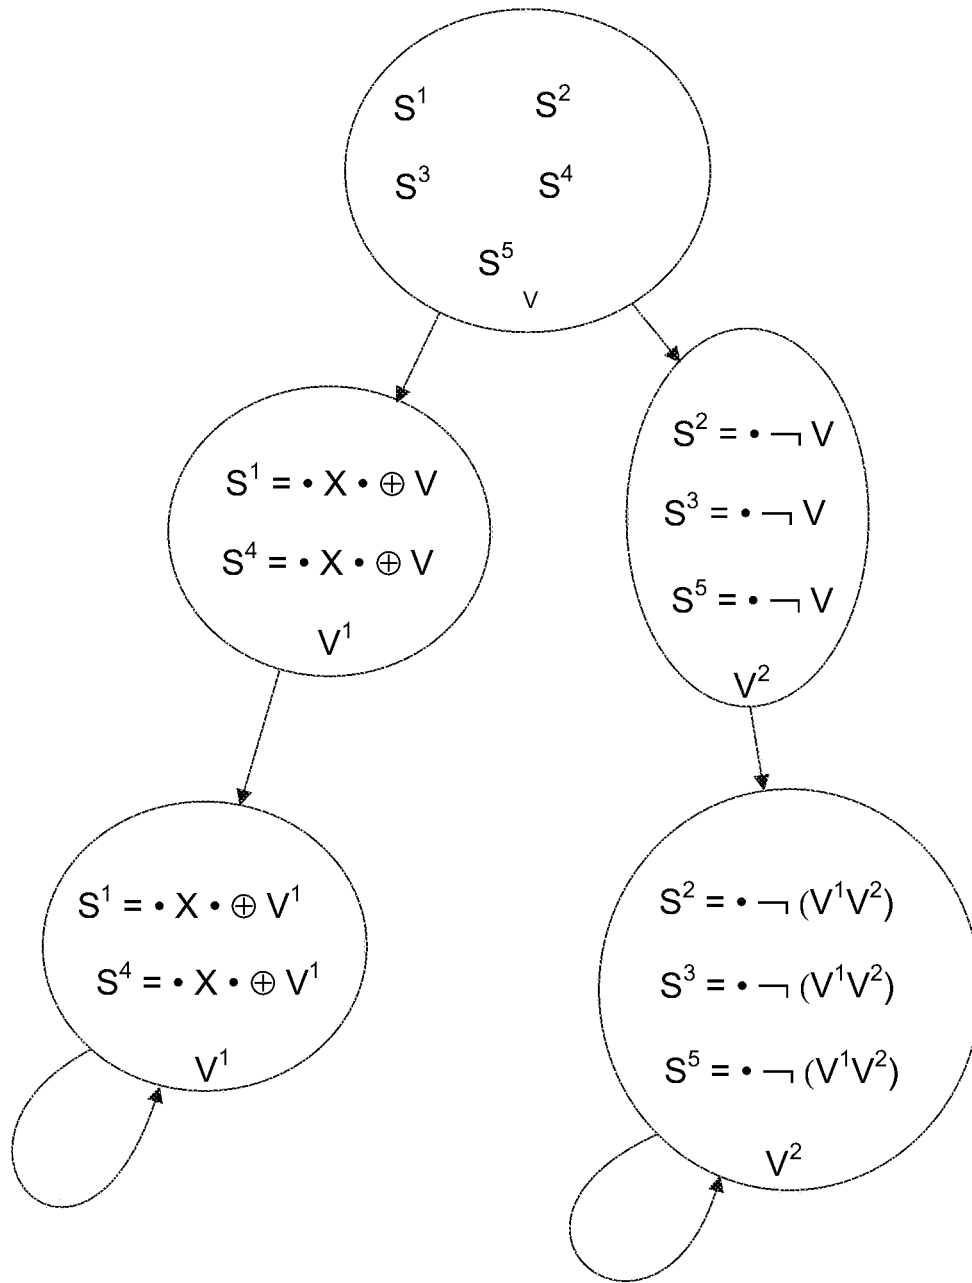 S¹ S²
S³ S⁴
S⁵
V
S¹ = • X • ⊕ V
S⁴ = • X • ⊕ V
V¹
S² = • ¬ V
S³ = • ¬ V
S⁵ = • ¬ V
V²
S¹ = • X • ⊕ V¹
S⁴ = • X • ⊕ V¹
V¹
S² = • ¬ (V¹V²)
S³ = • ¬ (V¹V²)
S⁵ = • ¬ (V¹V²)
V²